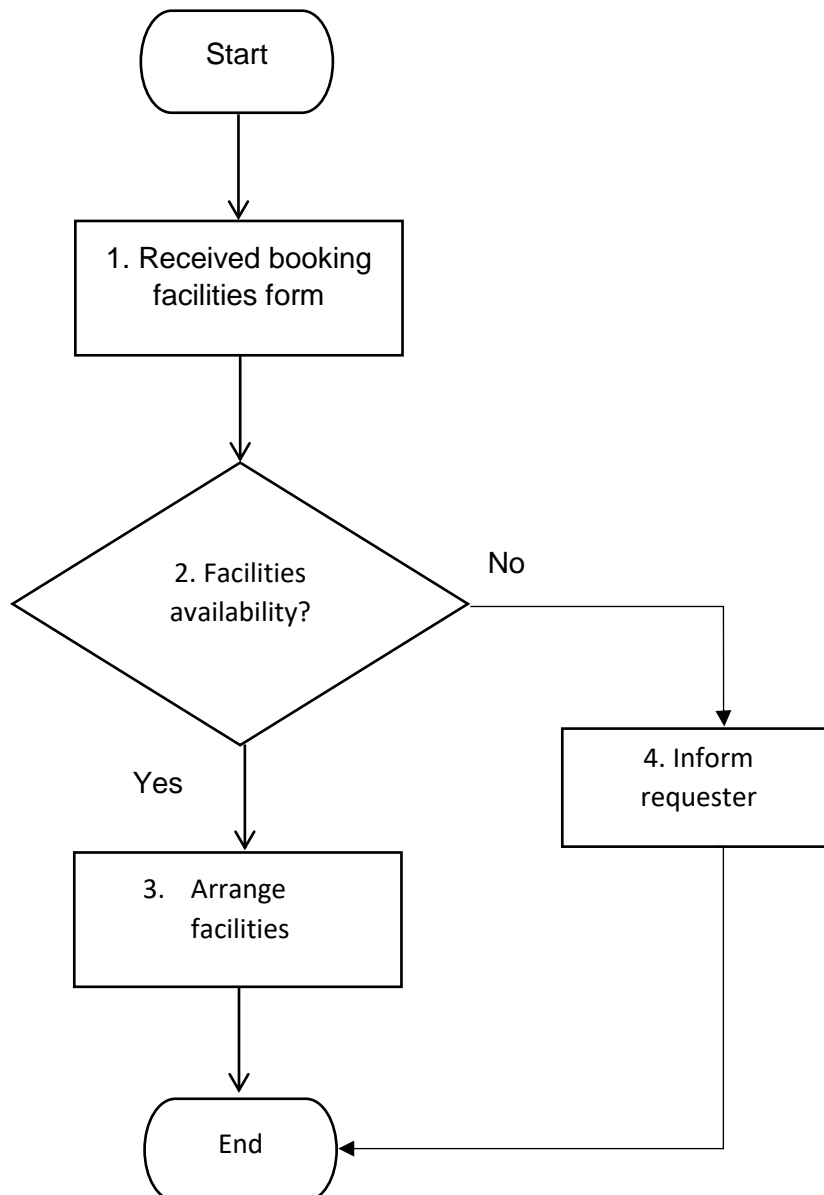 Start
1. Received booking
facilities form
2. Facilities
availability?
No
Yes
4. Inform
requester
3. Arrange
facilities
End